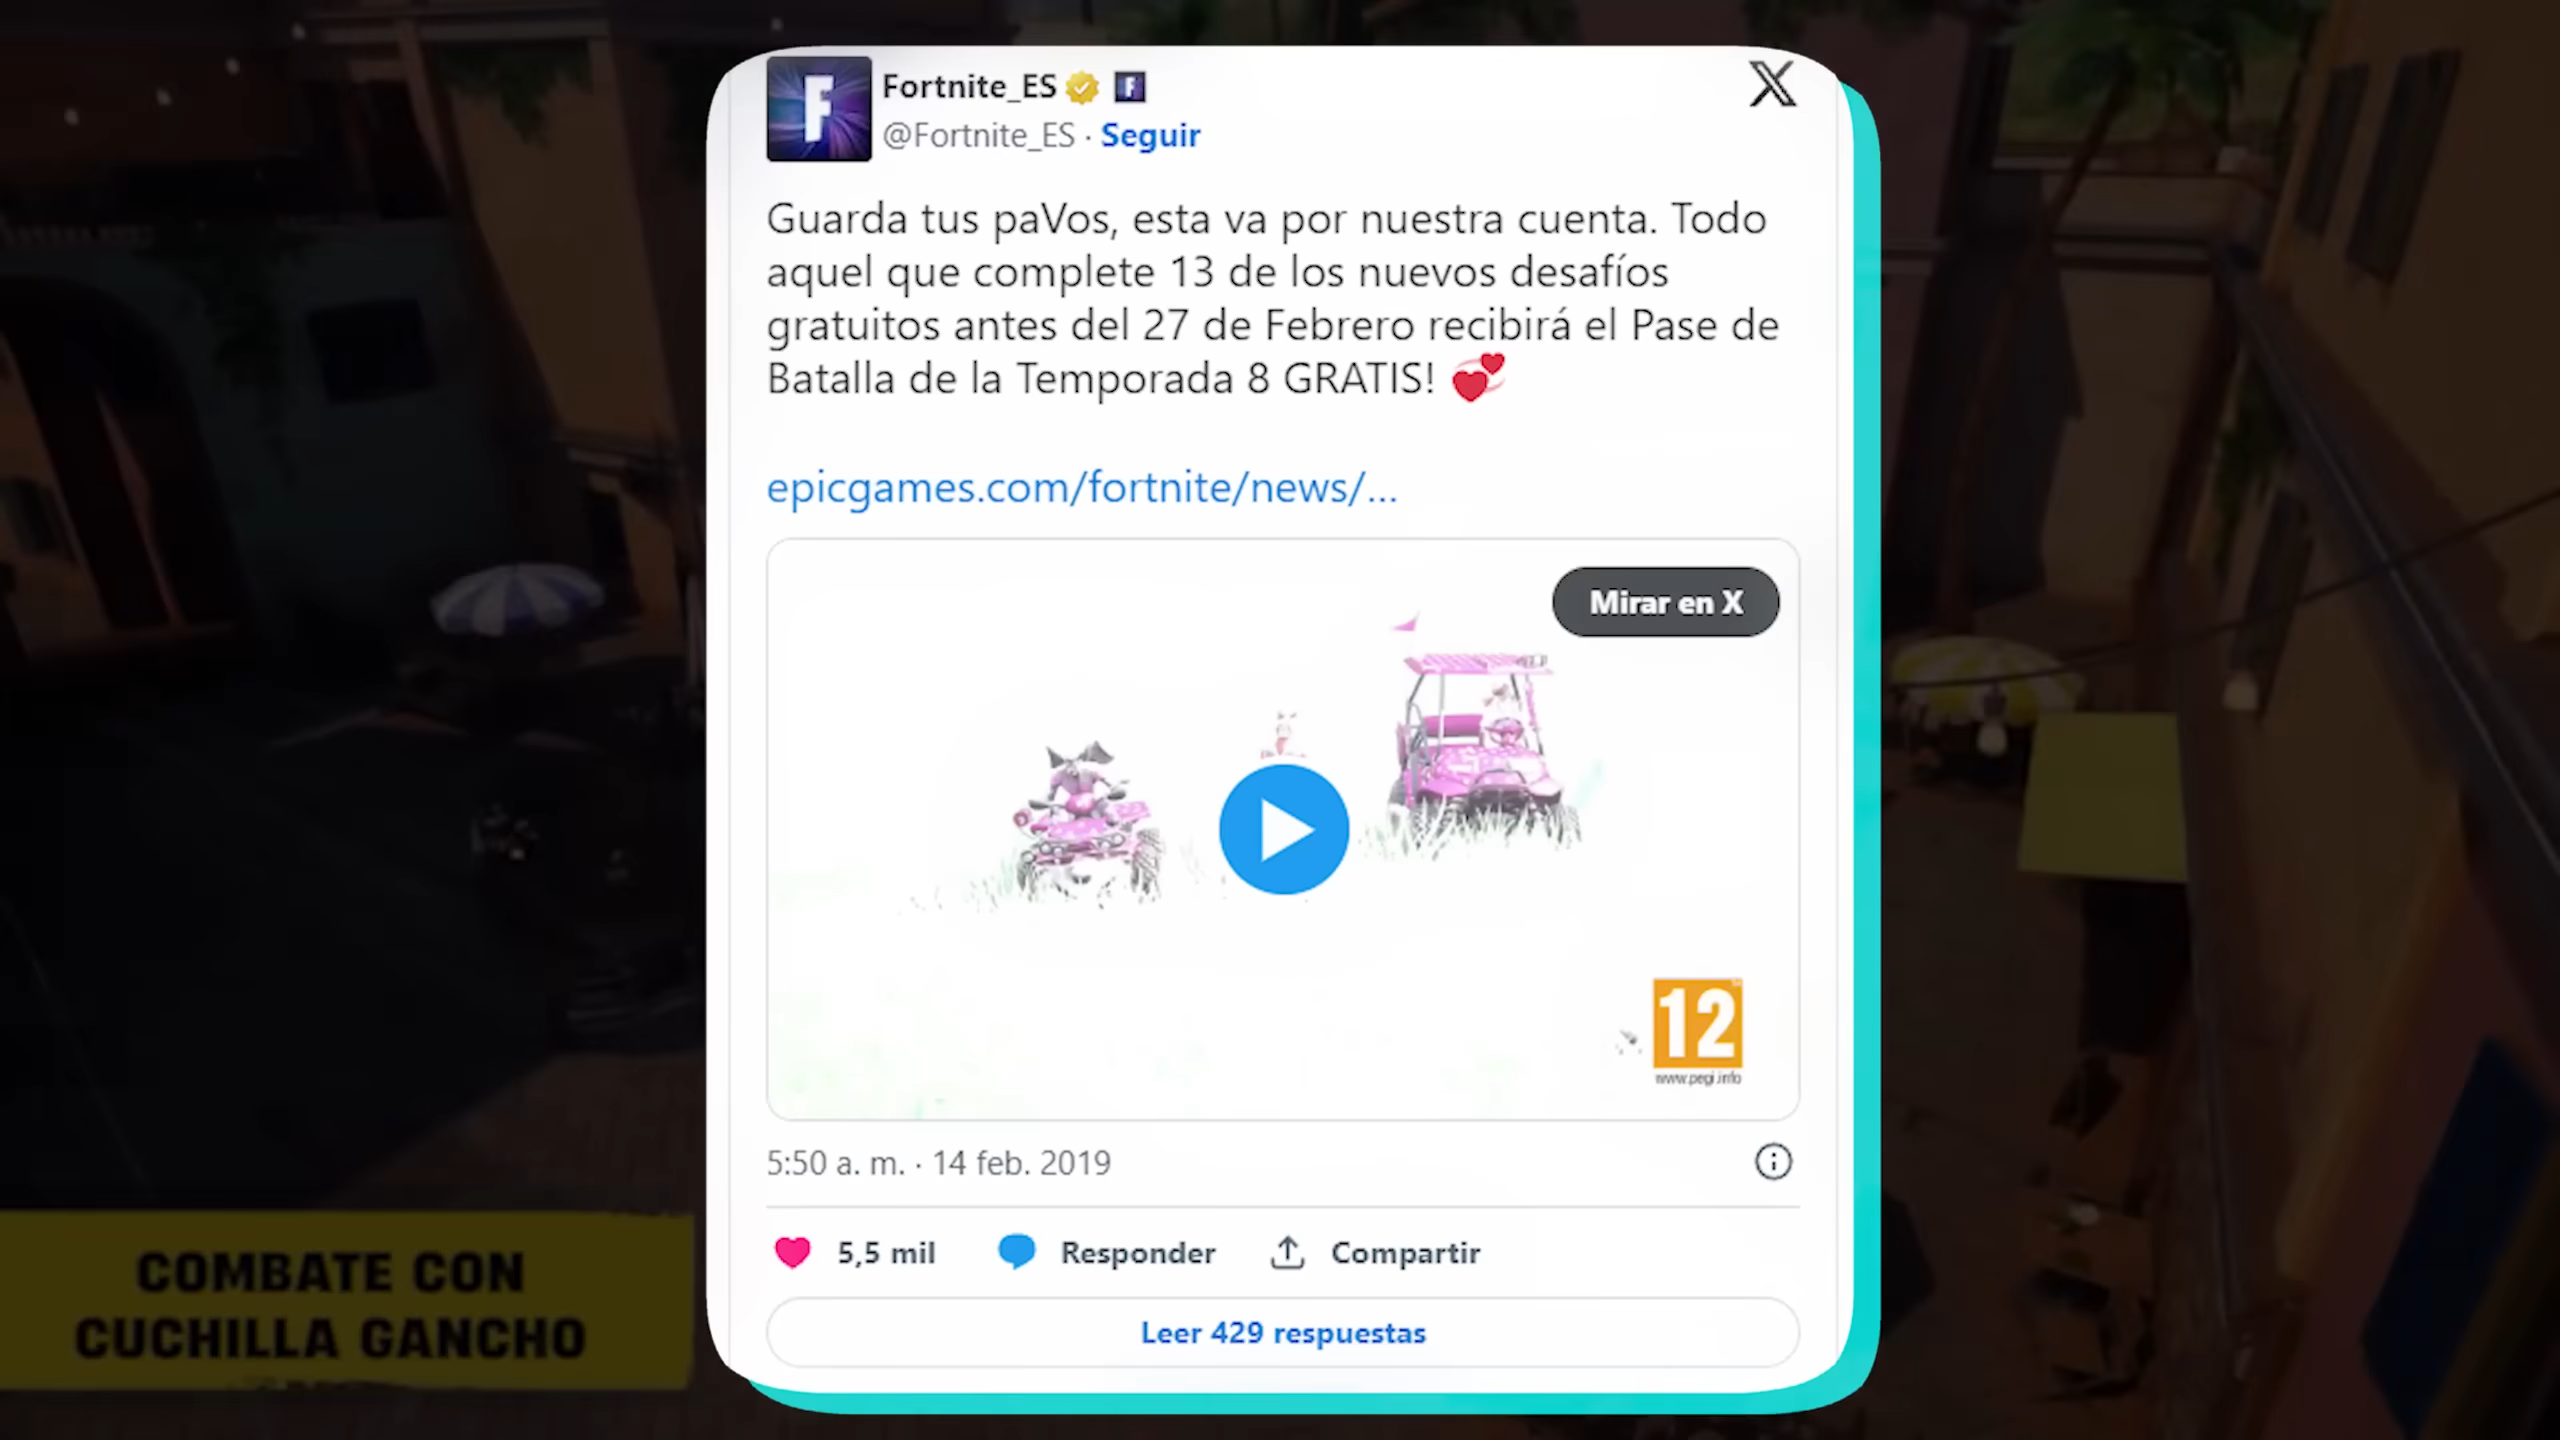 Fortnite_ES
@Fortnite_ES · Seguir
Guarda tus paVos, esta va por nuestra cuenta. Todo
aquel que complete 13 de los nuevos desafíos
gratuitos antes del 27 de Febrero recibirá el Pase de
Batalla de la Temporada 8 GRATIS! 💞
epicgames.com/fortnite/news/...
Mirar en X
12
www.pegi.info
5:50 a. m. · 14 feb. 2019
5,5 mil Responder Compartir
Leer 429 respuestas
COMBATE CON
CUCHILLA GANCHO